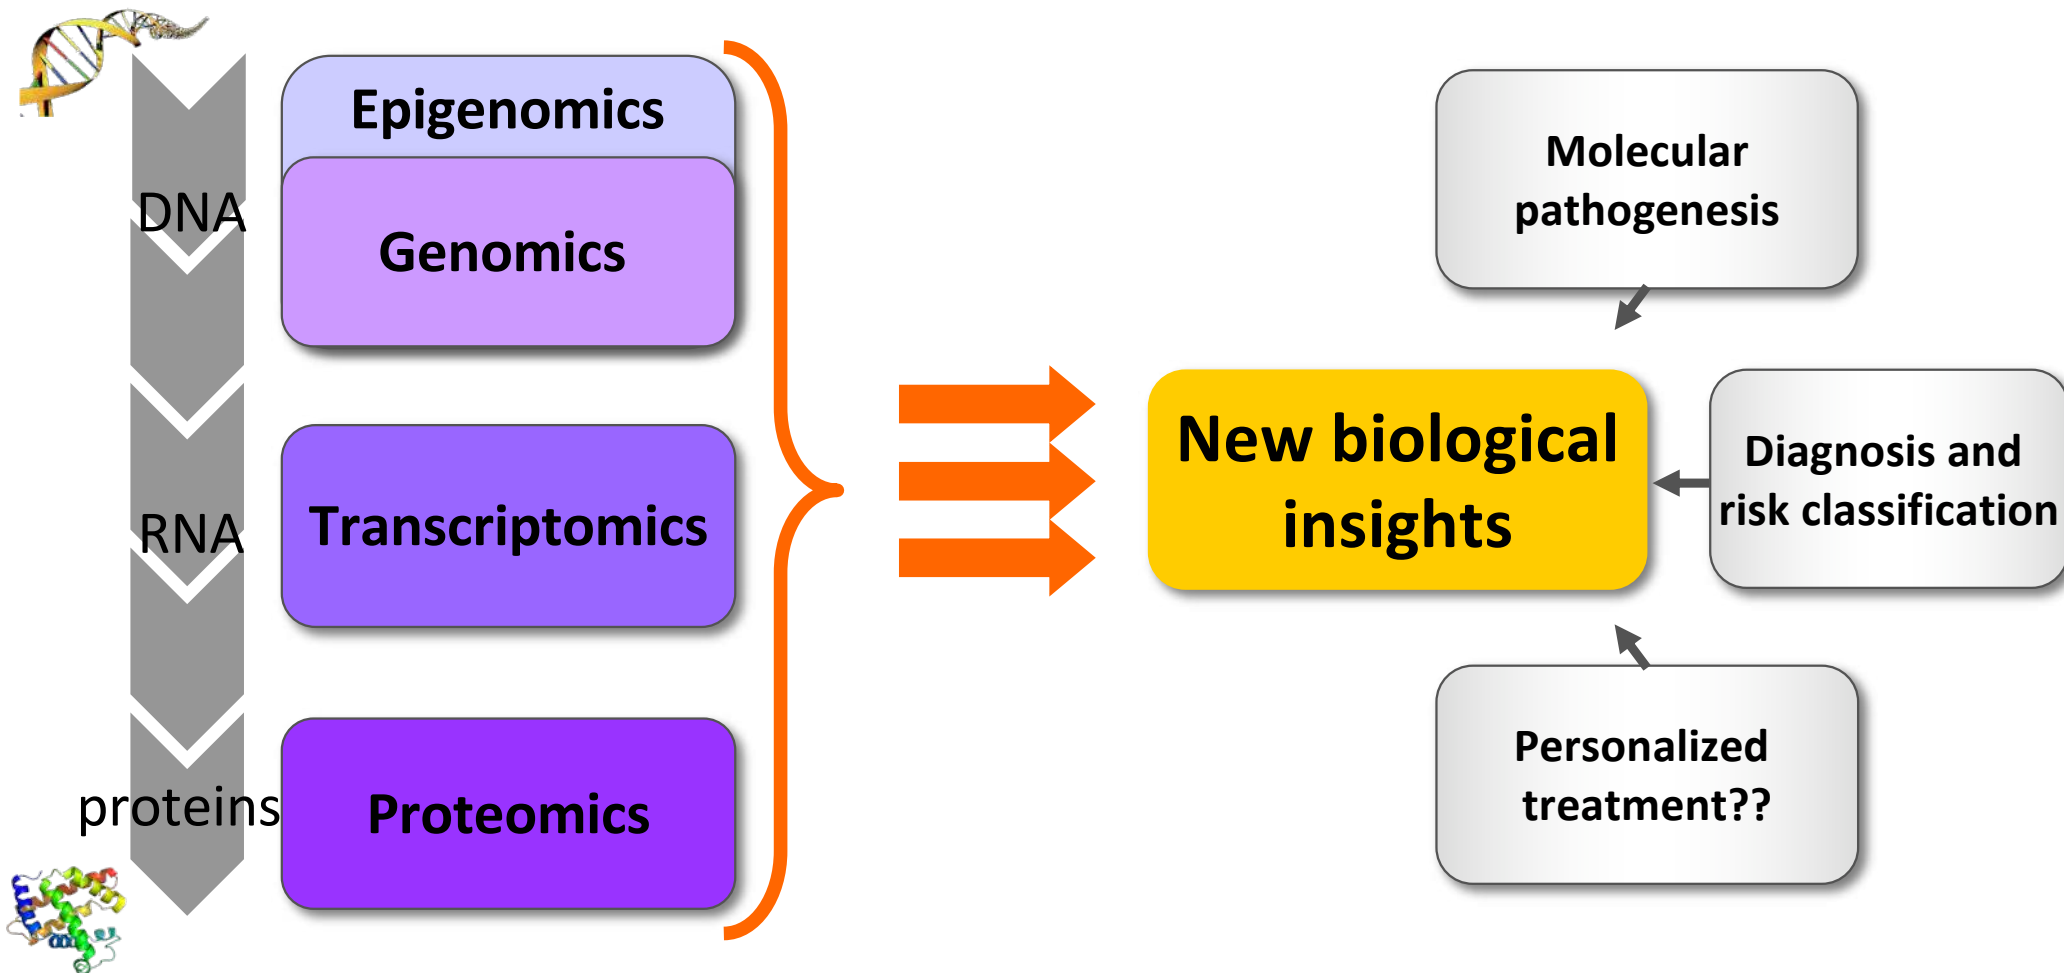 DNA
RNA
proteins
Epigenomics
Genomics
Transcriptomics
Proteomics
New biological
insights
Molecular
pathogenesis
Diagnosis and
risk classification
Personalized
treatment??